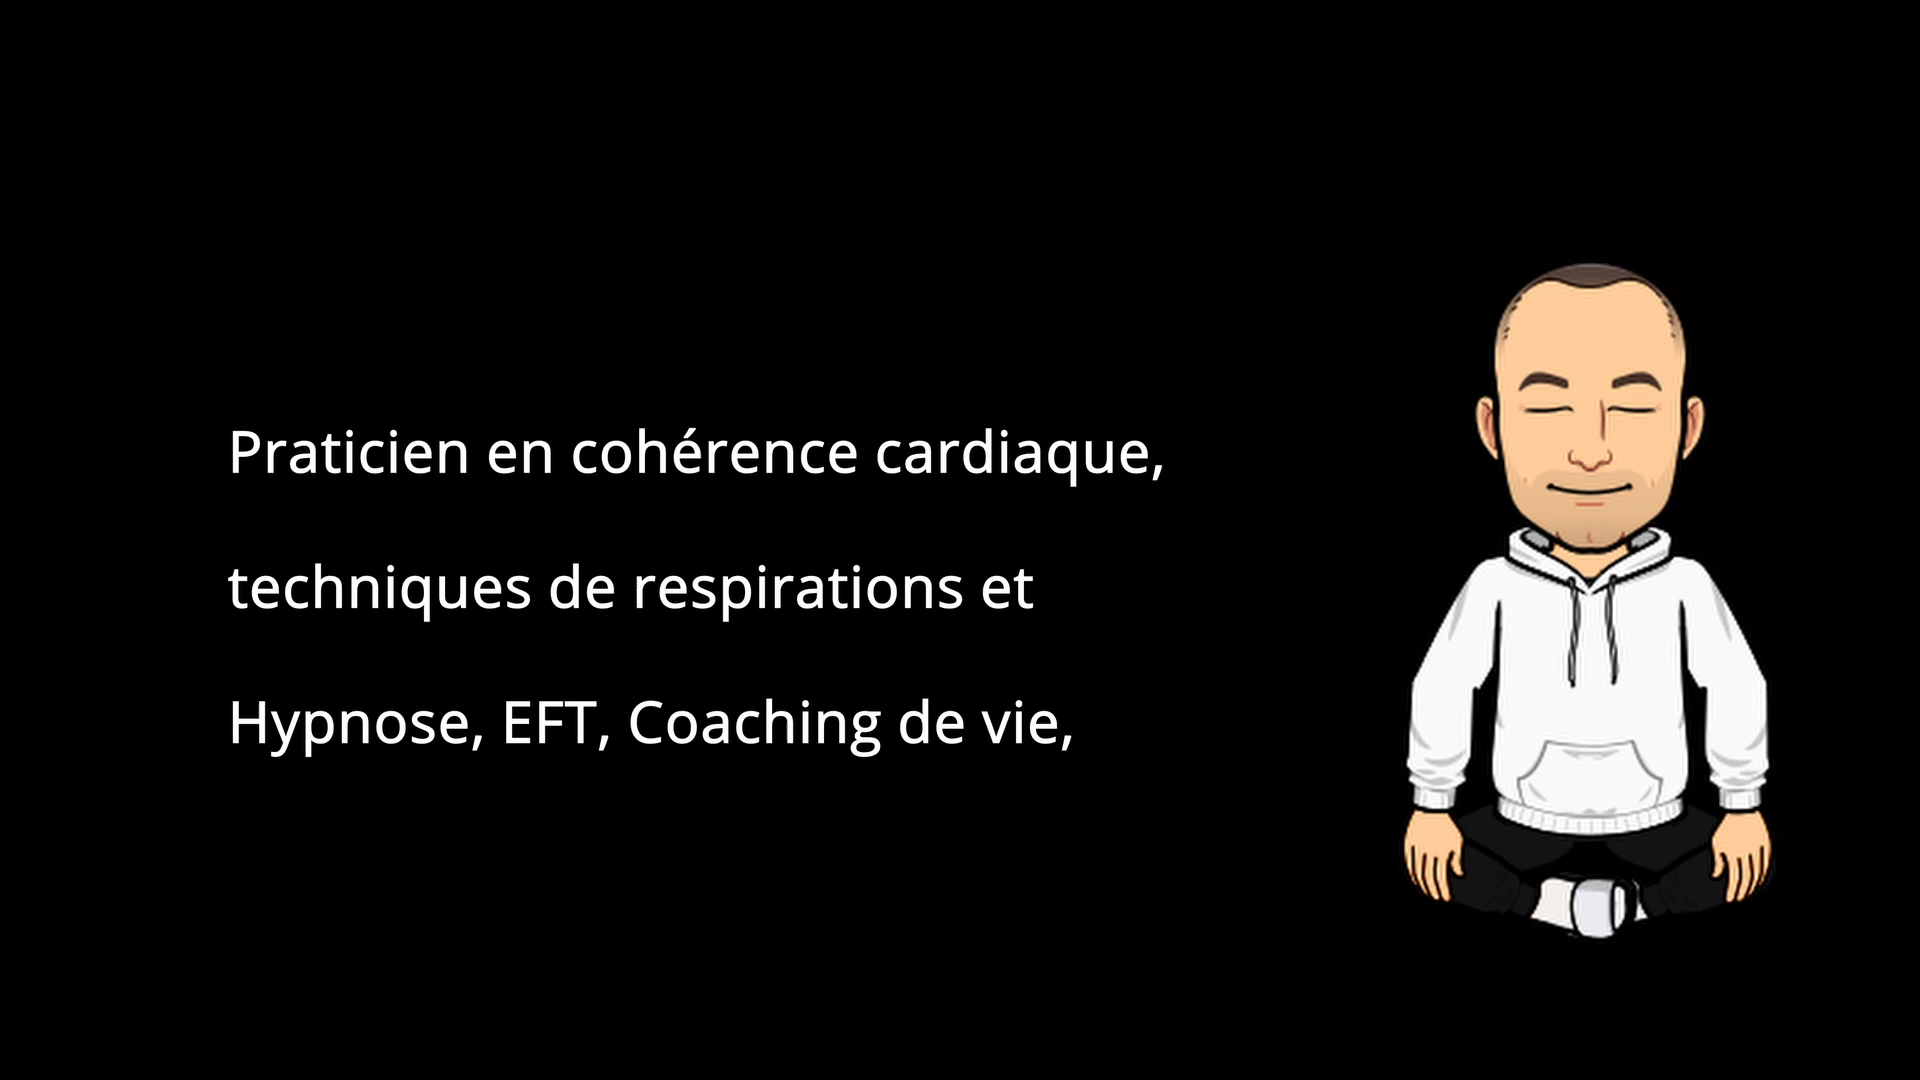 Praticien en cohérence cardiaque,
techniques de respirations et
Hypnose, EFT, Coaching de vie,